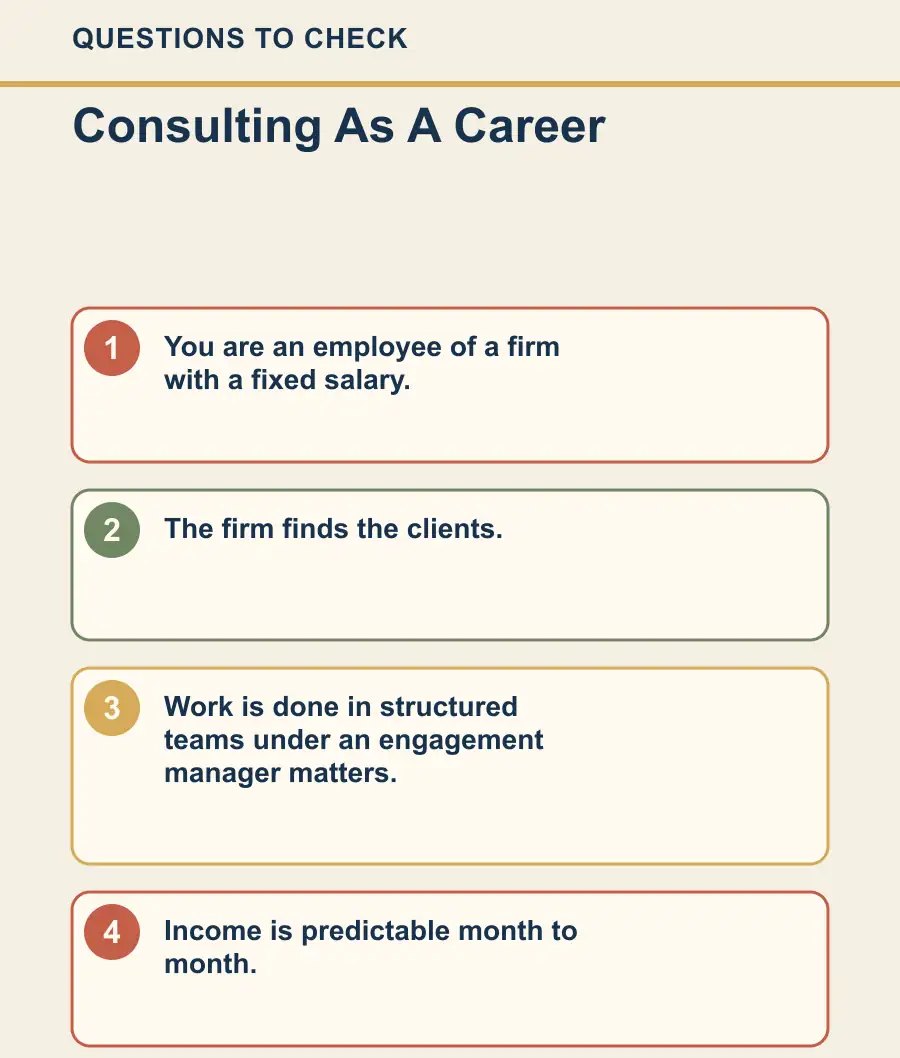 QUESTIONS TO CHECK
Consulting As A Career
1
You are an employee of a firm
with a fixed salary.
2
The firm finds the clients.
3
Work is done in structured
teams under an engagement
manager matters.
4
Income is predictable month to
month.